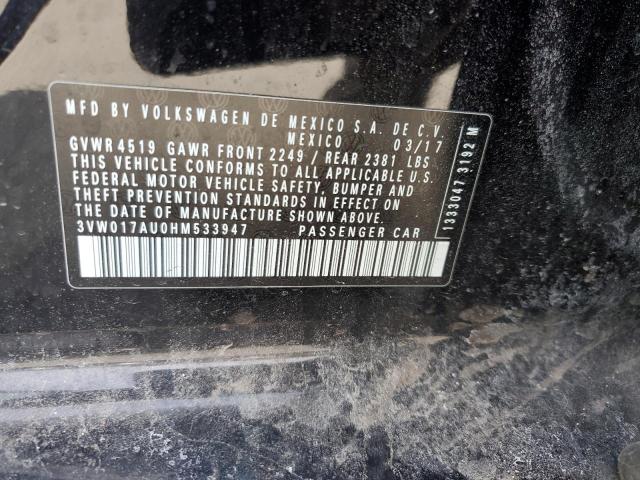 MFD BY VOLKSWAGEN DE MEXICO S.A. DE C.V.
MEXICO 03/17
GVWR 4519 GAWR FRONT 2249 / REAR 2381 LBS
THIS VEHICLE CONFORMS TO ALL APPLICABLE U.S.
FEDERAL MOTOR VEHICLE SAFETY, BUMPER AND
THEFT PREVENTION STANDARDS IN EFFECT ON
THE DATE OF MANUFACTURE SHOWN ABOVE.
3VW017AU0HM533947 PASSENGER CAR
1333047 3192 M